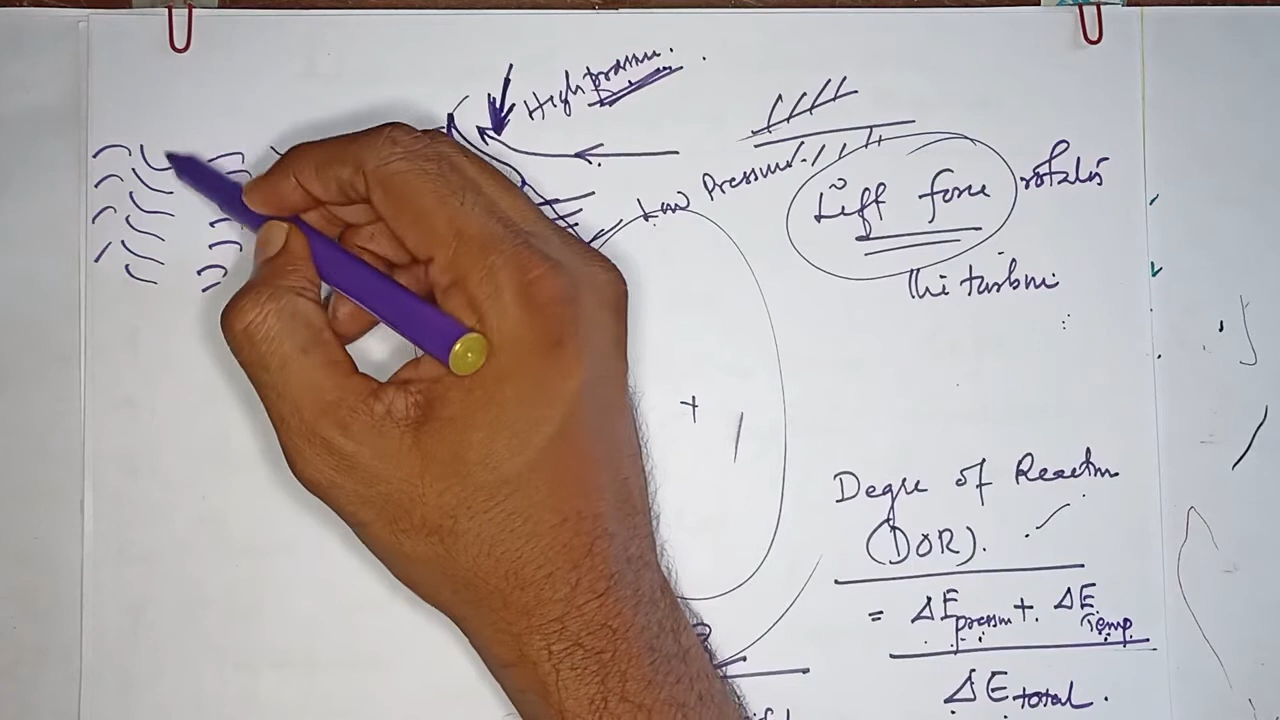 High pressure.
Low Pressure.
Lift force rotates
the turbine
Degree of Reaction
(DOR).
= ΔE pressure + ΔE Temp
ΔE total.